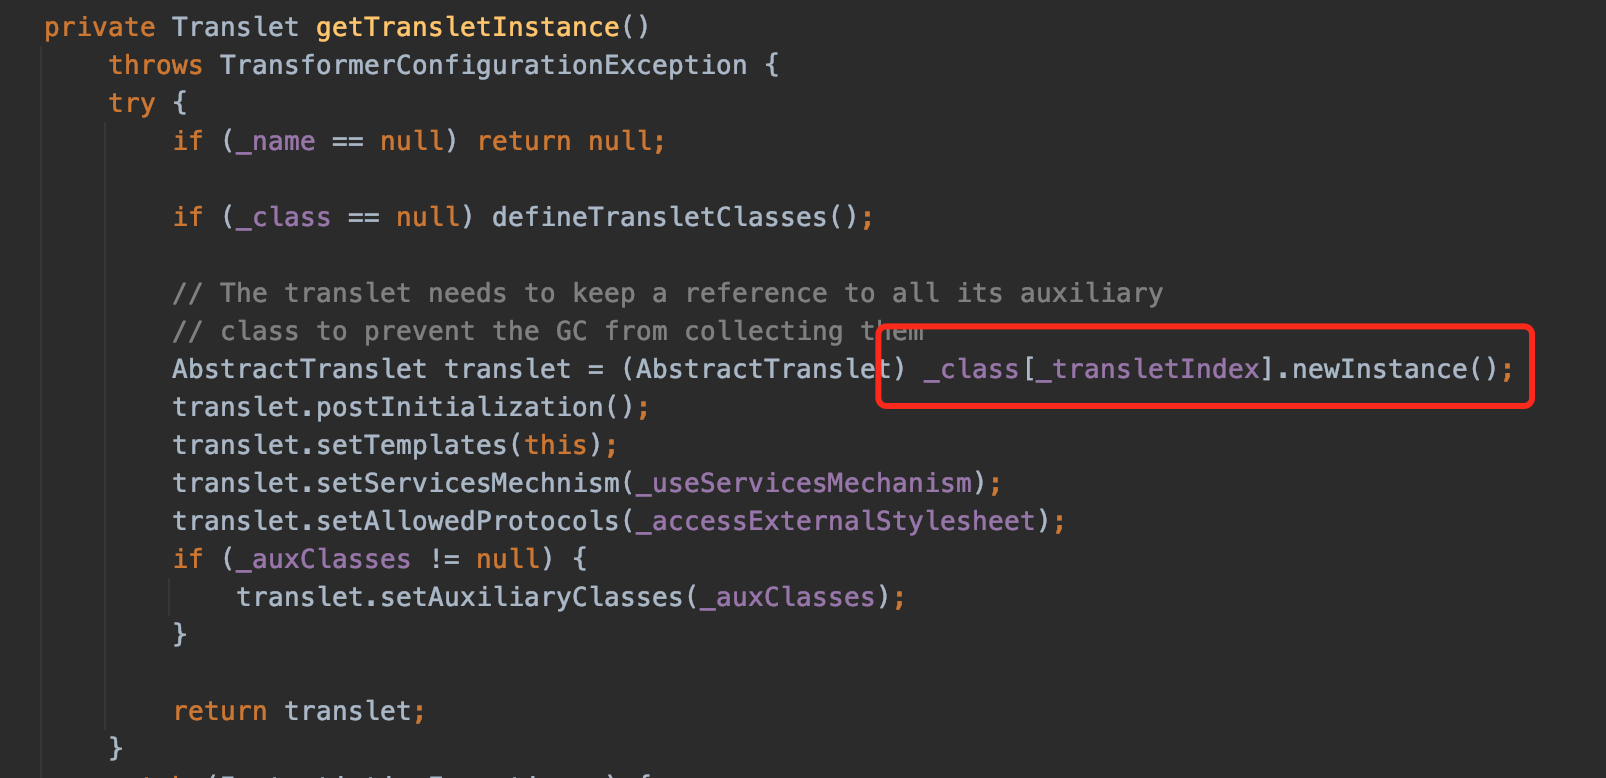 private Translet getTransletInstance()
throws TransformerConfigurationException {
try {
if (_name == null) return null;
if (_class == null) defineTransletClasses();
// The translet needs to keep a reference to all its auxiliary
// class to prevent the GC from collecting them
AbstractTranslet translet = (AbstractTranslet) _class[_transletIndex].newInstance();
translet.postInitialization();
translet.setTemplates(this);
translet.setServicesMechnism(_useServicesMechanism);
translet.setAllowedProtocols(_accessExternalStylesheet);
if (_auxClasses != null) {
translet.setAuxiliaryClasses(_auxClasses);
}
return translet;
}